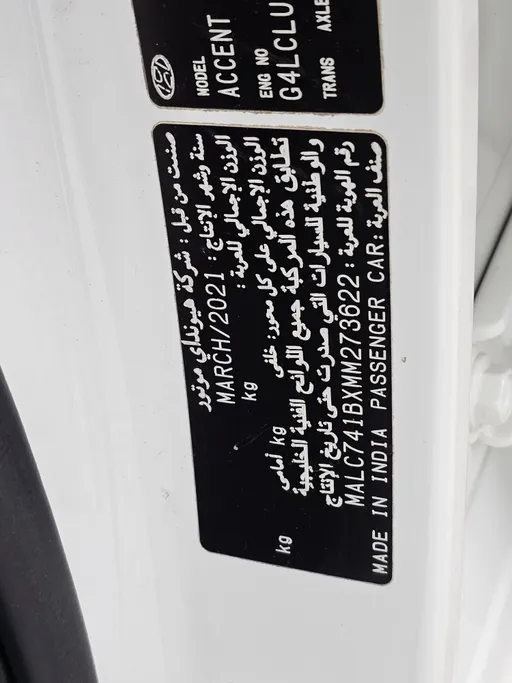 MODEL
ACCENT
ENG NO
G4LCLU
TRANS AXLE
صنعت من قبل : شركة هيونداي موتور
سنة وشهر الإنتاج : MARCH/2021
الوزن الإجمالي للعربة : kg
الوزن الإجمالي على كل محور: خلفي kg أمامي kg
تطابق هذه المركبة جميع اللوائح الفنية الخليجية
والوطنية للسيارات التي صدرت حتى تاريخ الإنتاج
رقم الهوية للعربة : MALC741BXMM273622
صنف العربة : MADE IN INDIA PASSENGER CAR